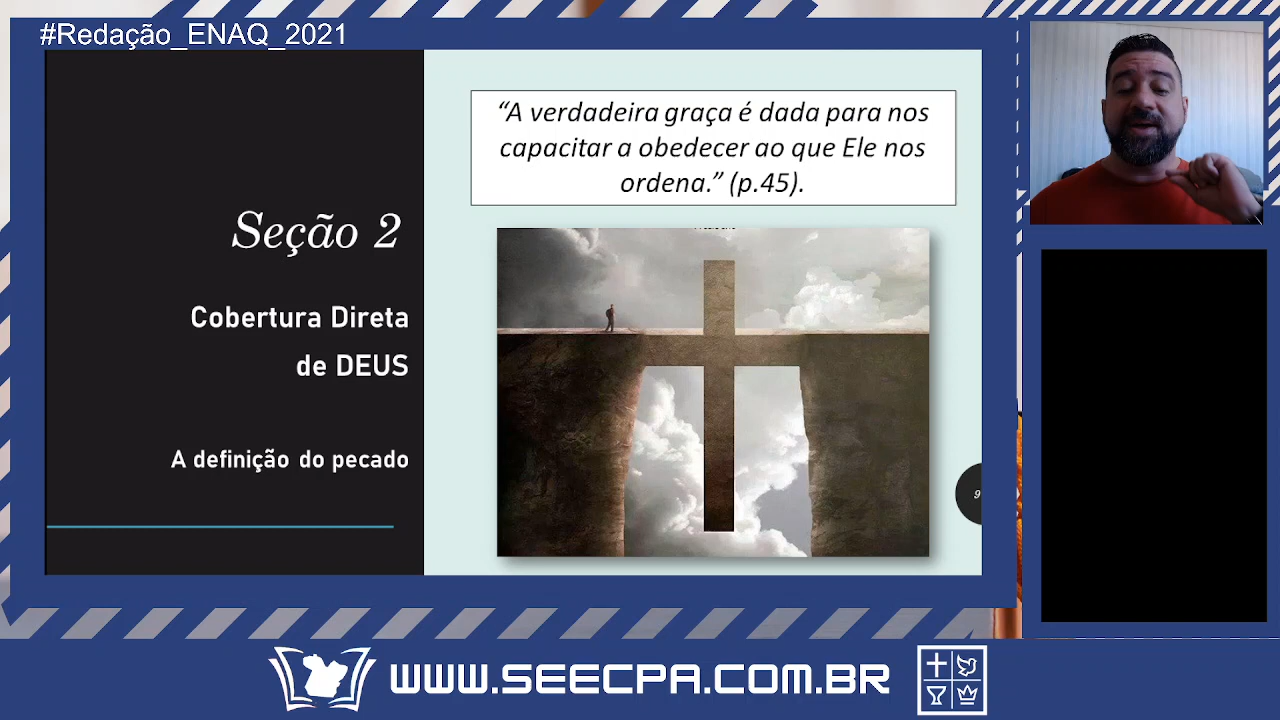 #Redação_ENAQ_2021
“A verdadeira graça é dada para nos
capacitar a obedecer ao que Ele nos
ordena.” (p.45).
Seção 2
Cobertura Direta
de DEUS
A definição do pecado
9
WWW.SEECPA.COM.BR